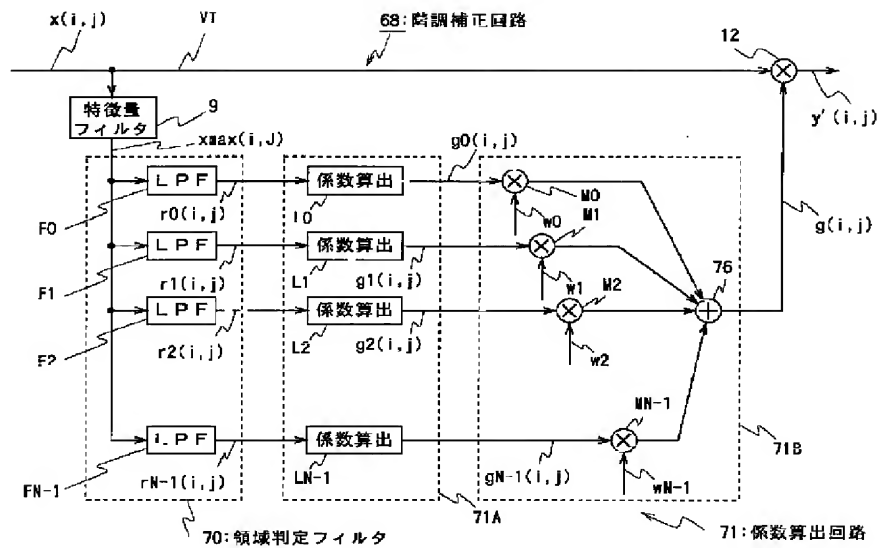 x(i,j)
VT
68:階調補正回路
12
特徴量
フィルタ
9
y'(i,j)
xmax(i,J)
g0(i,j)
LPF
係数算出
F0
r0(i,j)
L0
M0
w0
M1
g(i,j)
LPF
係数算出
F1
r1(i,j)
L1
g1(i,j)
w1
M2
76
LPF
係数算出
F2
r2(i,j)
L2
g2(i,j)
w2
MN-1
LPF
係数算出
FN-1
rN-1(i,j)
LN-1
gN-1(i,j)
wN-1
71B
71A
70:領域判定フィルタ
71:係数算出回路